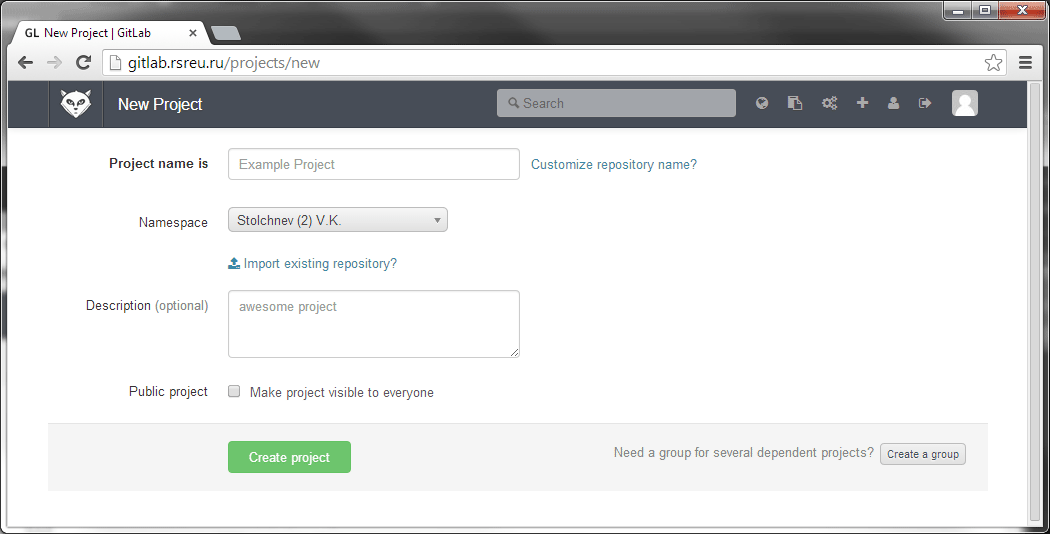 GL New Project | GitLab
gitlab.rsreu.ru/projects/new
New Project Search
Project name is Example Project Customize repository name?
Namespace Stolchnev (2) V.K.
Import existing repository?
Description (optional) awesome project
Public project Make project visible to everyone
Create project Need a group for several dependent projects? Create a group